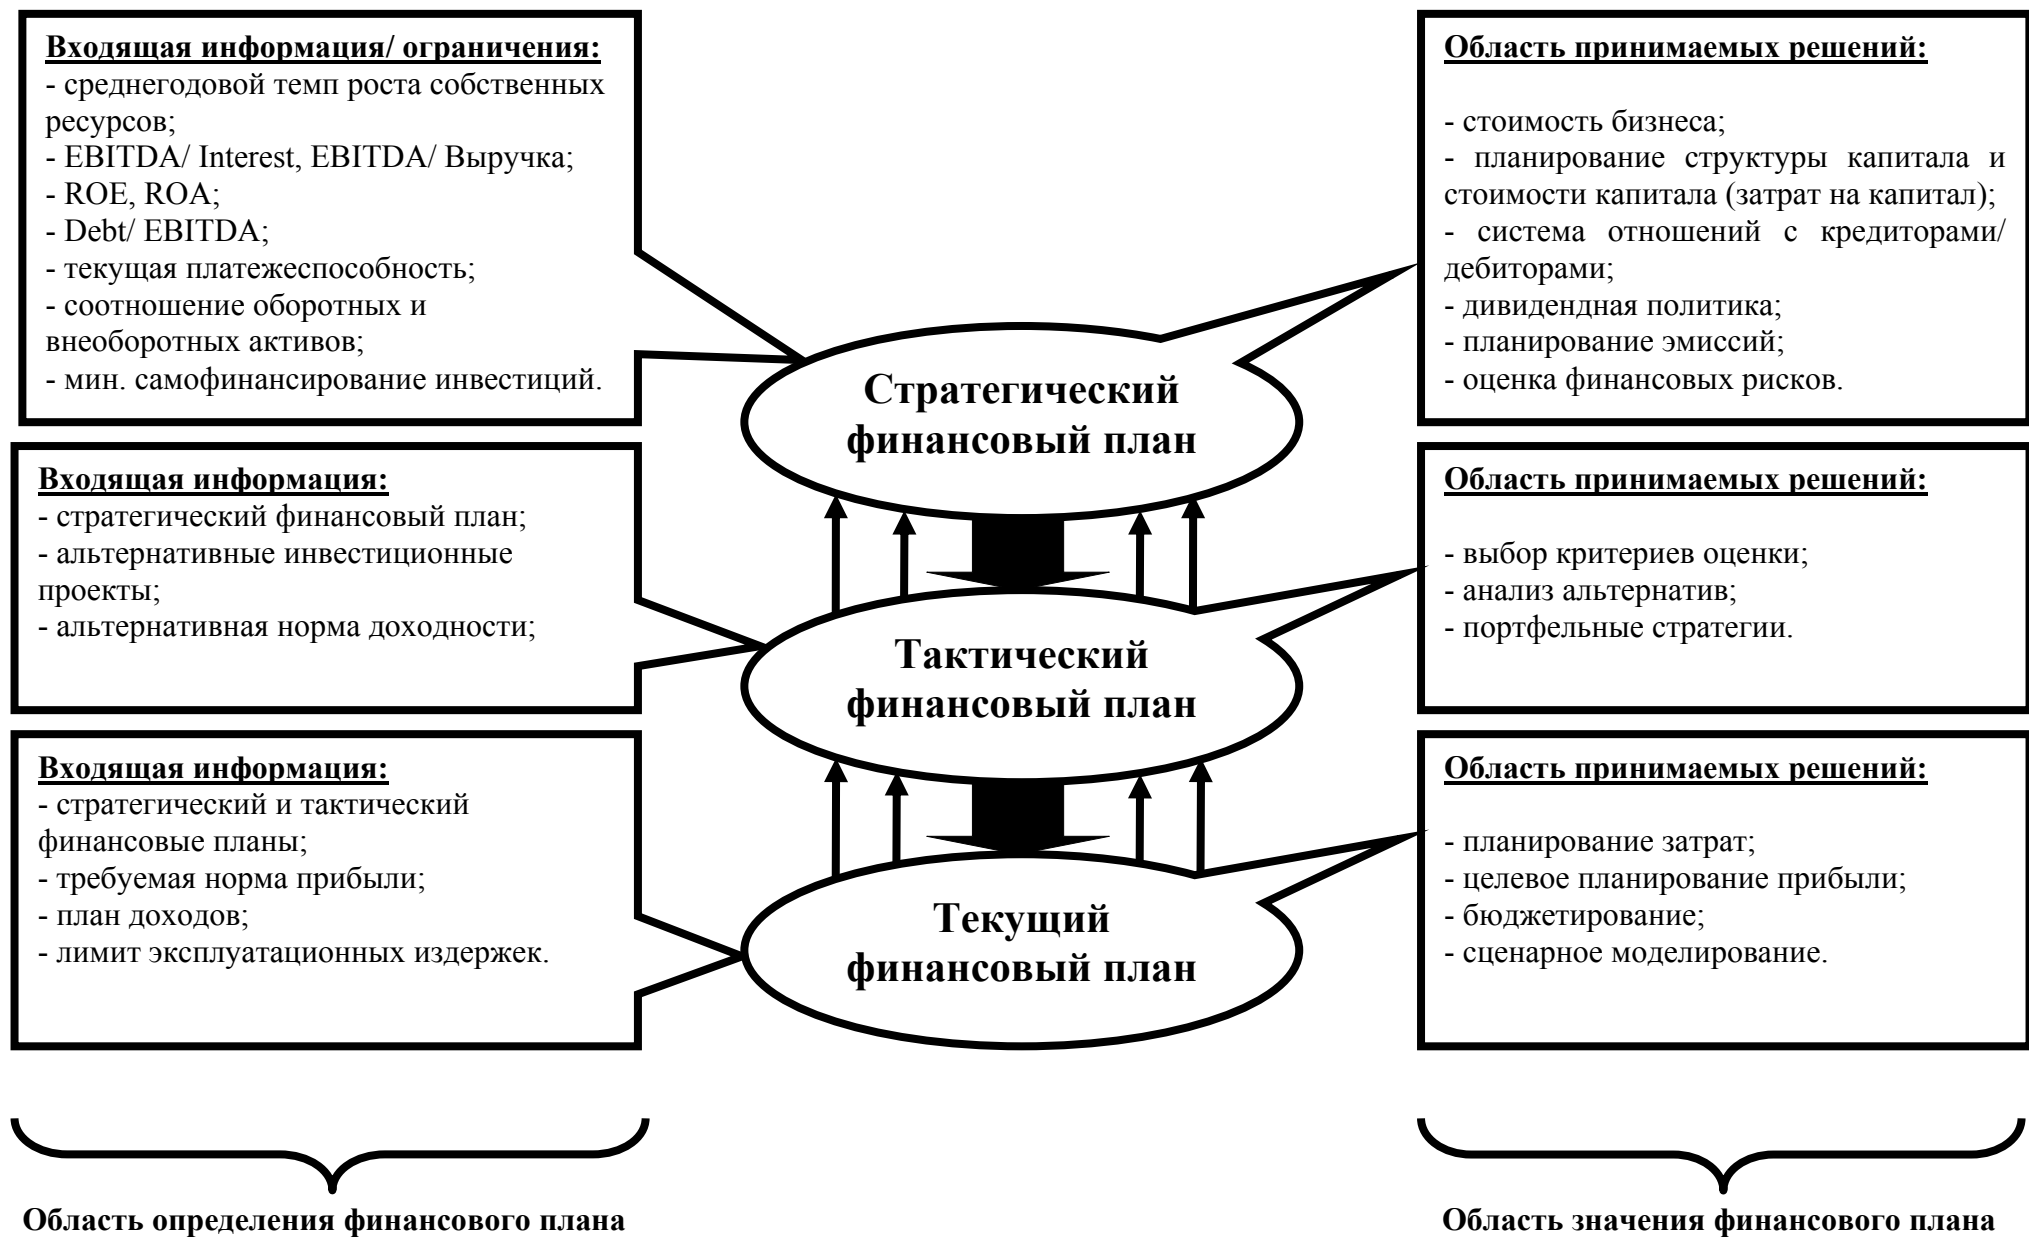 Входящая информация/ ограничения:
- среднегодовой темп роста собственных
ресурсов;
- EBITDA/ Interest, EBITDA/ Выручка;
- ROE, ROA;
- Debt/ EBITDA;
- текущая платежеспособность;
- соотношение оборотных и
внеоборотных активов;
- мин. самофинансирование инвестиций.
Стратегический
финансовый план
Область принимаемых решений:
- стоимость бизнеса;
- планирование структуры капитала и
стоимости капитала (затрат на капитал);
- система отношений с кредиторами/
дебиторами;
- дивидендная политика;
- планирование эмиссий;
- оценка финансовых рисков.
Входящая информация:
- стратегический финансовый план;
- альтернативные инвестиционные
проекты;
- альтернативная норма доходности;
Тактический
финансовый план
Область принимаемых решений:
- выбор критериев оценки;
- анализ альтернатив;
- портфельные стратегии.
Входящая информация:
- стратегический и тактический
финансовые планы;
- требуемая норма прибыли;
- план доходов;
- лимит эксплуатационных издержек.
Текущий
финансовый план
Область принимаемых решений:
- планирование затрат;
- целевое планирование прибыли;
- бюджетирование;
- сценарное моделирование.
Область определения финансового плана
Область значения финансового плана